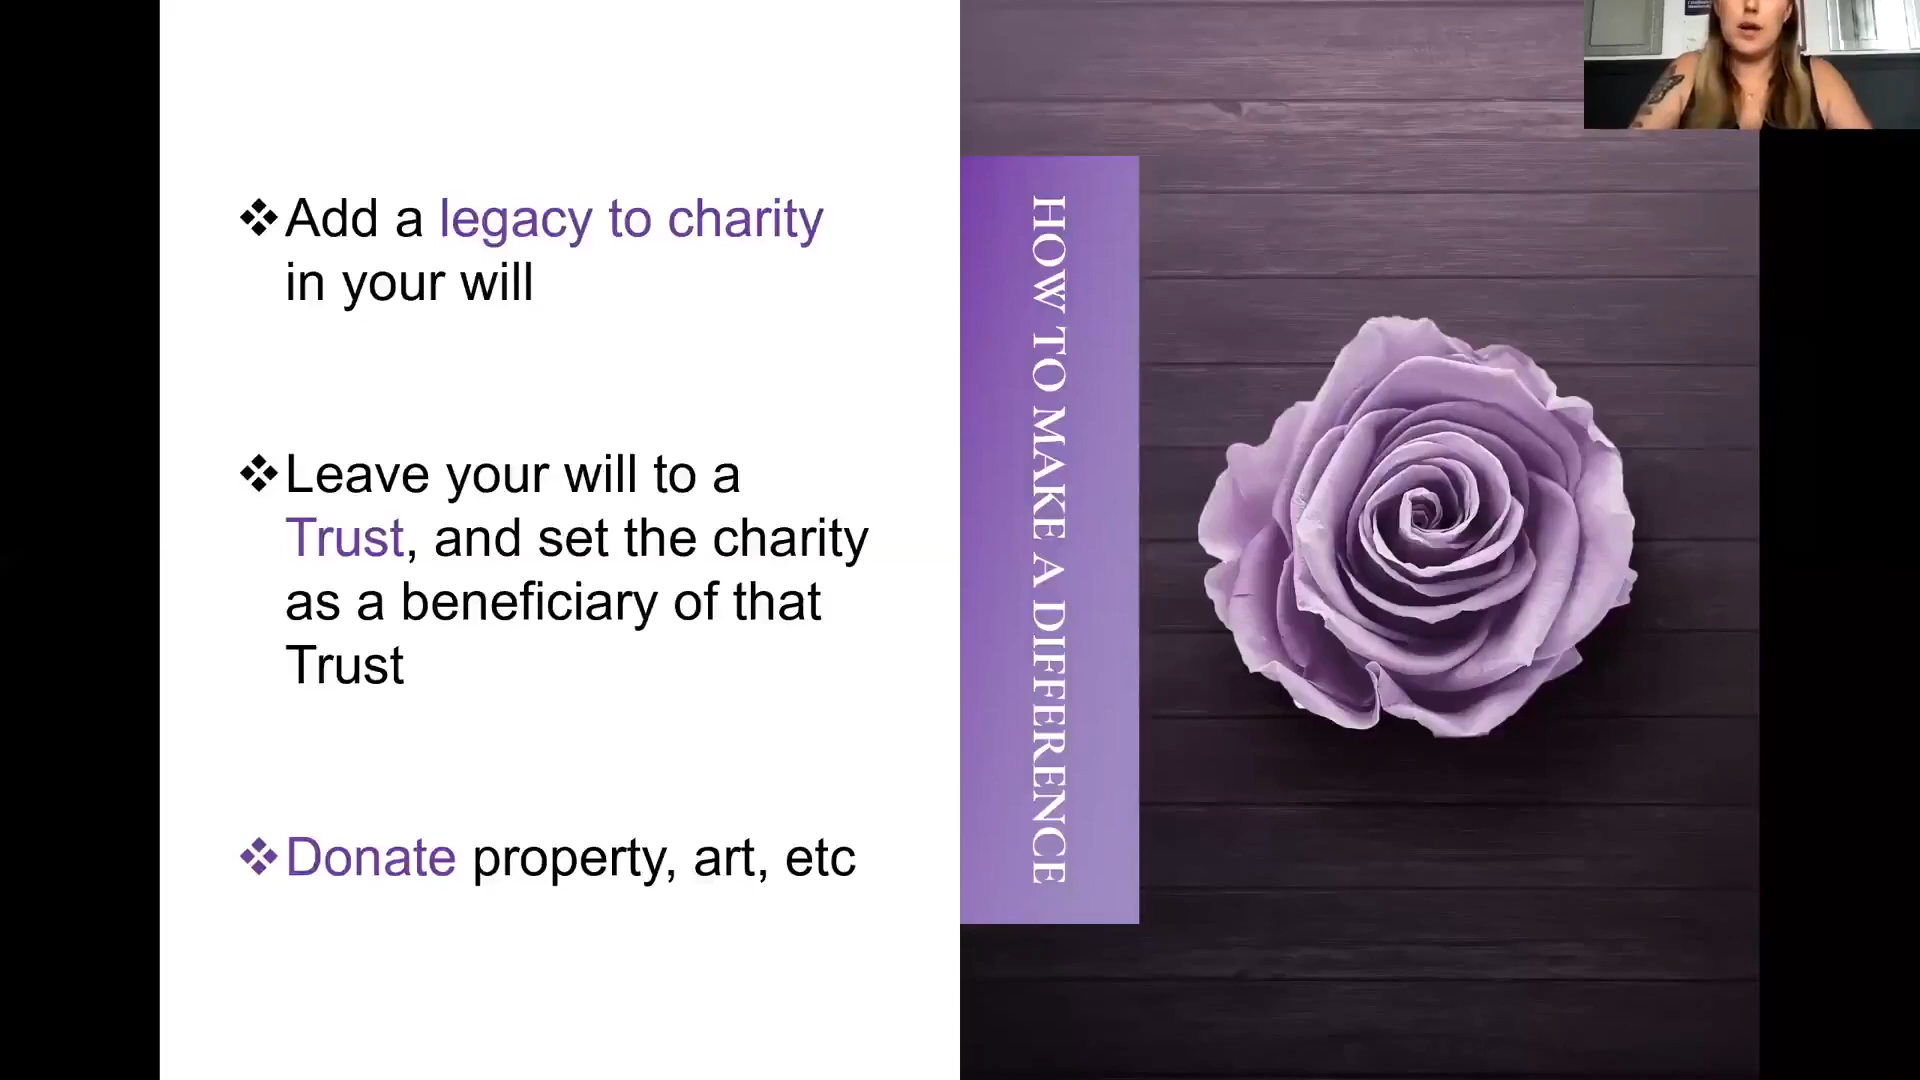 ❖Add a legacy to charity
in your will
❖Leave your will to a
Trust, and set the charity
as a beneficiary of that
Trust
❖Donate property, art, etc
HOW TO MAKE A DIFFERENCE